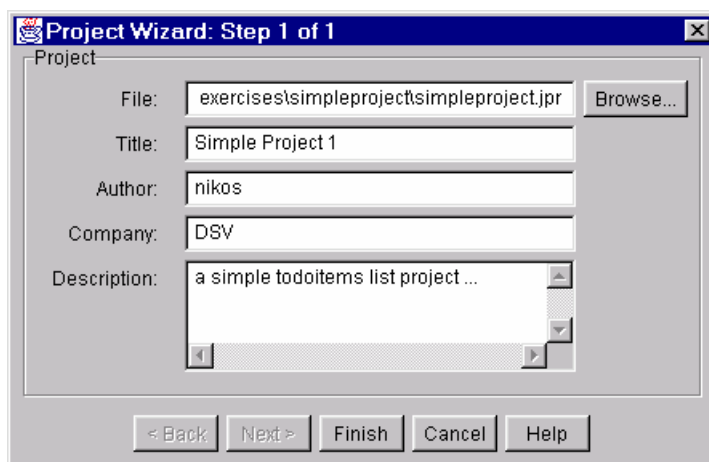 Project Wizard: Step 1 of 1
Project
File: exercises\simpleproject\simpleproject.jpr Browse...
Title: Simple Project 1
Author: nikos
Company: DSV
Description: a simple todoitems list project ...
< Back Next > Finish Cancel Help